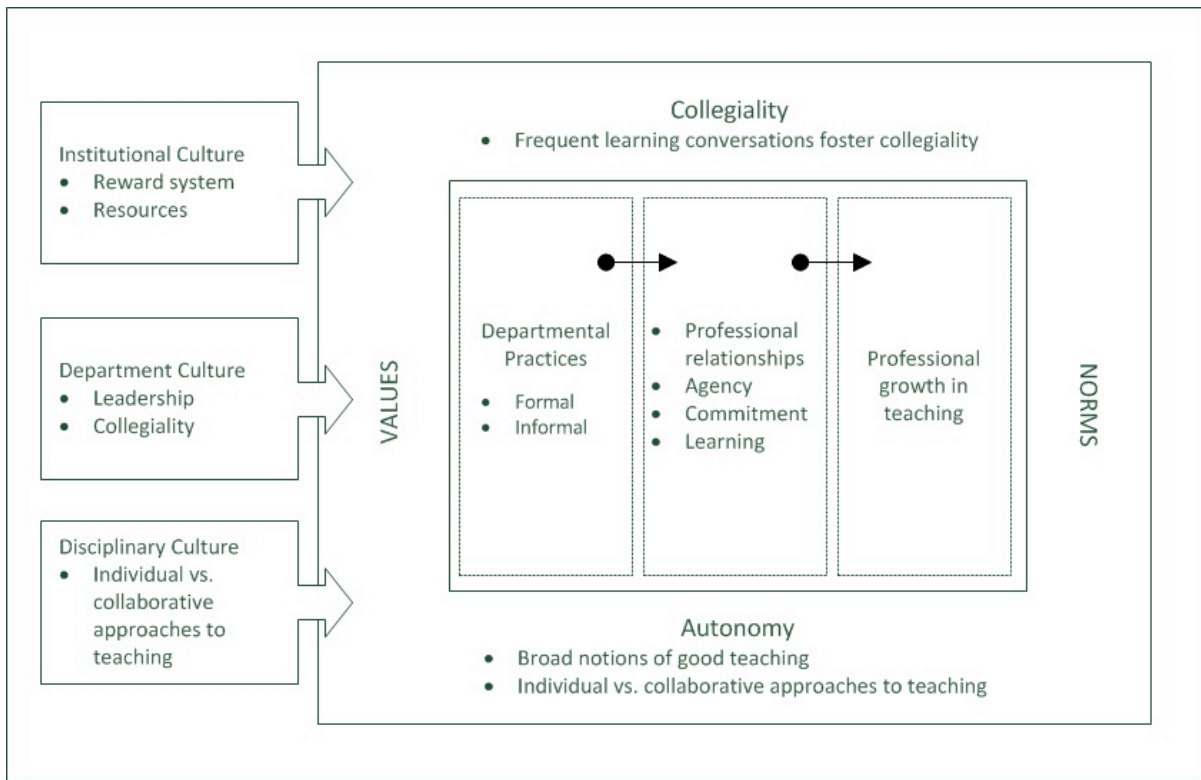 Institutional Culture
• Reward system
• Resources
Department Culture
• Leadership
• Collegiality
Disciplinary Culture
• Individual vs.
collaborative
approaches to
teaching
VALUES
Collegiality
• Frequent learning conversations foster collegiality
Departmental
Practices
• Formal
• Informal
• Professional
relationships
• Agency
• Commitment
• Learning
Professional
growth in
teaching
Autonomy
• Broad notions of good teaching
• Individual vs. collaborative approaches to teaching
NORMS